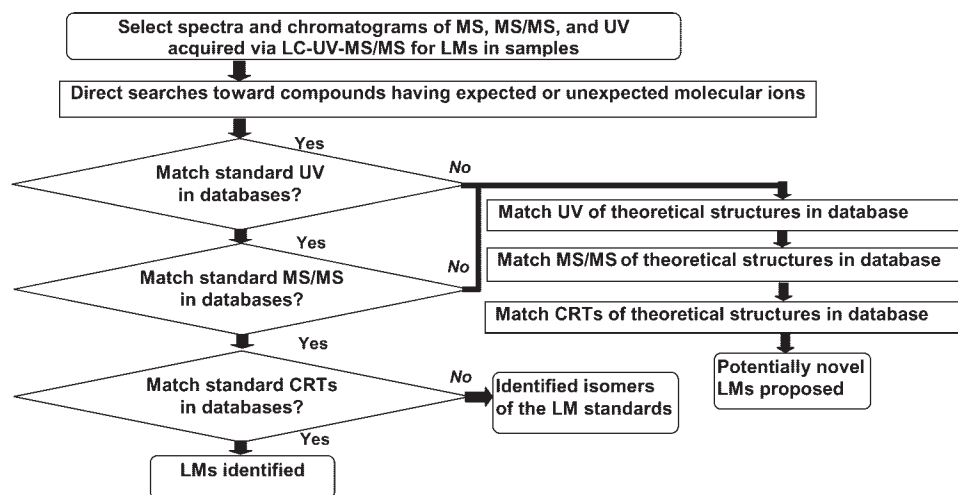 Select spectra and chromatograms of MS, MS/MS, and UV
acquired via LC-UV-MS/MS for LMs in samples
Direct searches toward compounds having expected or unexpected molecular ions
Yes
Match standard UV
in databases?
No
Yes
Match standard MS/MS
in databases?
No
Yes
Match standard CRTs
in databases?
No
Identified isomers
of the LM standards
Yes
LMs identified
Match UV of theoretical structures in database
Match MS/MS of theoretical structures in database
Match CRTs of theoretical structures in database
Potentially novel
LMs proposed